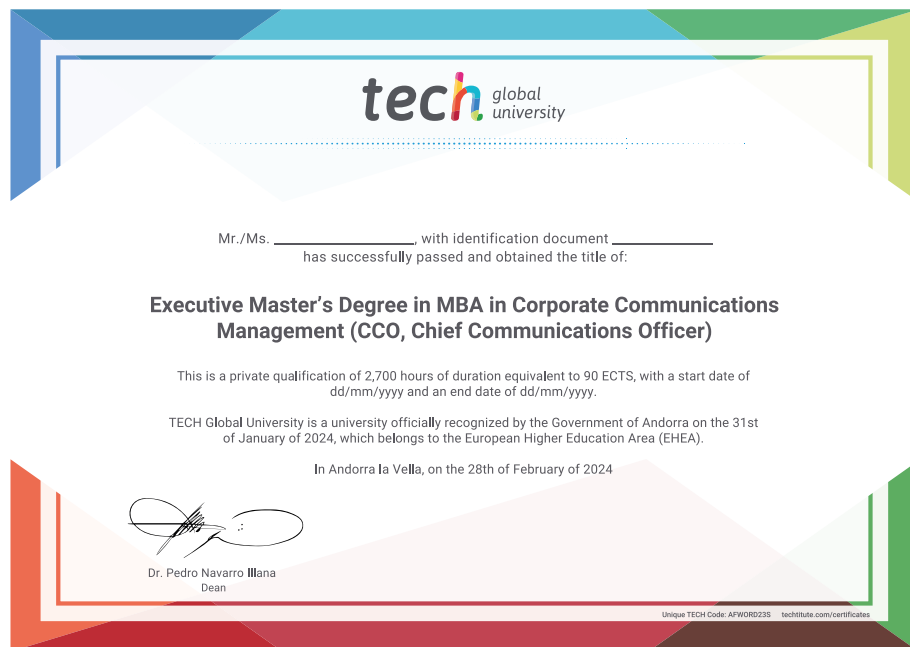 tech global university
Mr./Ms. ________________, with identification document ____________
has successfully passed and obtained the title of:
Executive Master's Degree in MBA in Corporate Communications
Management (CCO, Chief Communications Officer)
This is a private qualification of 2,700 hours of duration equivalent to 90 ECTS, with a start date of
dd/mm/yyyy and an end date of dd/mm/yyyy.
TECH Global University is a university officially recognized by the Government of Andorra on the 31st
of January of 2024, which belongs to the European Higher Education Area (EHEA).
In Andorra la Vella, on the 28th of February of 2024
Dr. Pedro Navarro Illana
Dean
Unique TECH Code: AFWORD23S techtitute.com/certificates